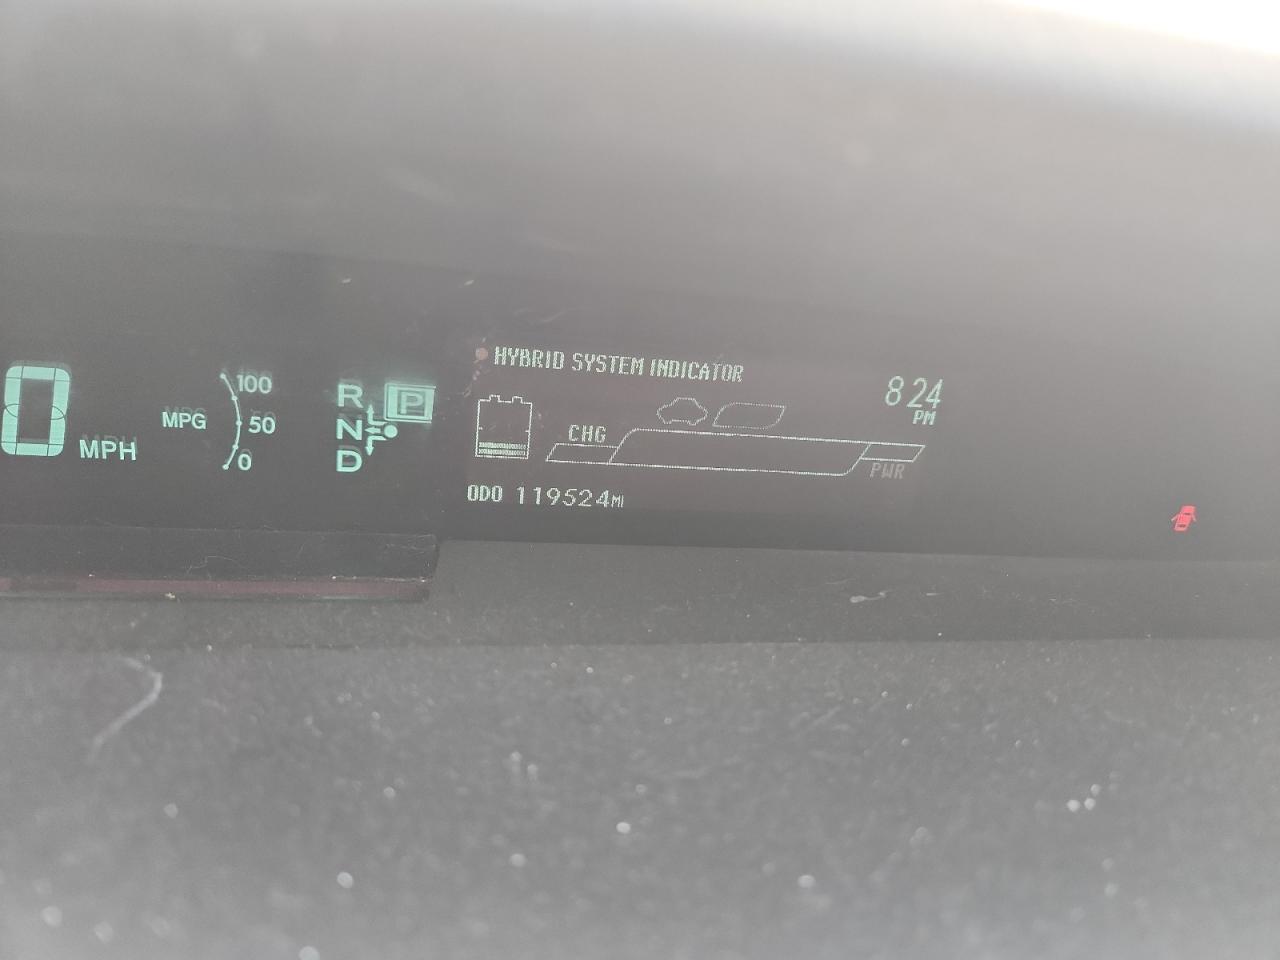 0 MPH
MPG
100
50
0
R
N
D
P
HYBRID SYSTEM INDICATOR
8 24
PM
CHG
PWR
ODO 119524MI